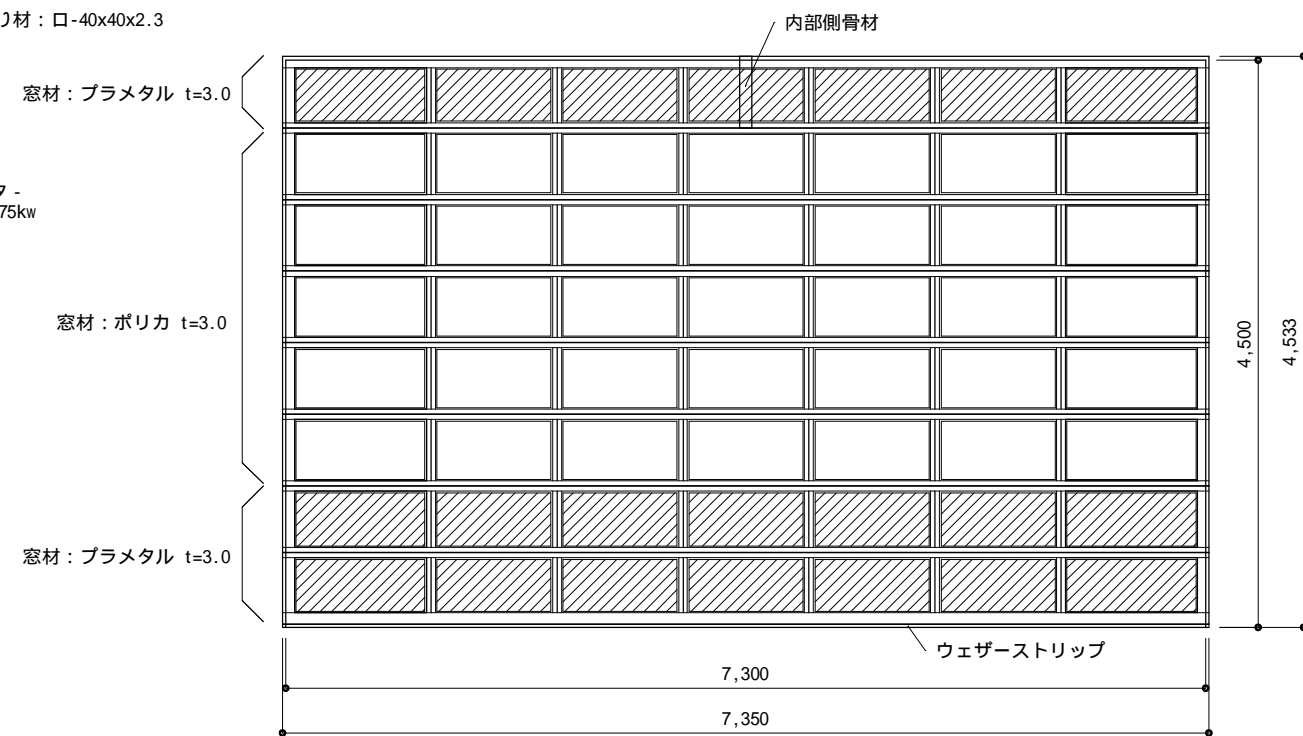 り材：ロ-40x40x2.3
内部側骨材
窓材：プラメタル t=3.0
タ -
75kw
窓材：ポリカ t=3.0
4,500
4,533
窓材：プラメタル t=3.0
ウェザーストリップ
7,300
7,350